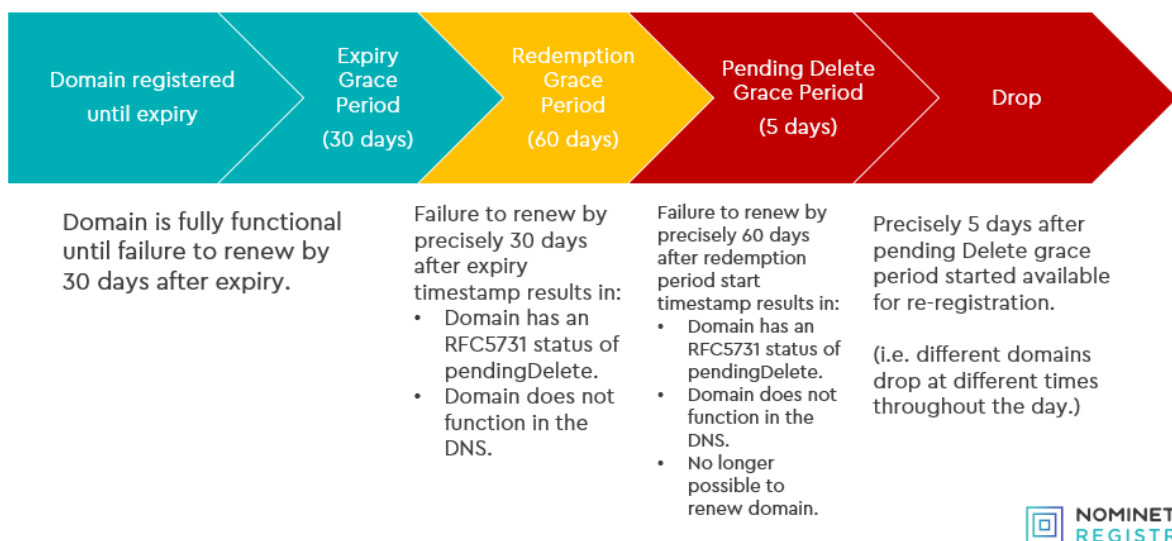 Domain registered
until expiry
Expiry
Grace
Period
(30 days)
Redemption
Grace
Period
(60 days)
Pending Delete
Grace Period
(5 days)
Drop
Domain is fully functional
until failure to renew by
30 days after expiry.
Failure to renew by
precisely 30 days
after expiry
timestamp results in:
• Domain has an
RFC5731 status of
pendingDelete.
• Domain does not
function in the
DNS.
Failure to renew by
precisely 60 days
after redemption
period start
timestamp results in:
• Domain has an
RFC5731 status of
pendingDelete.
• Domain does not
function in the
DNS.
• No longer
possible to
renew domain.
Precisely 5 days after
pending Delete grace
period started available
for re-registration.
(i.e. different domains
drop at different times
throughout the day.)
NOMINET
REGISTR